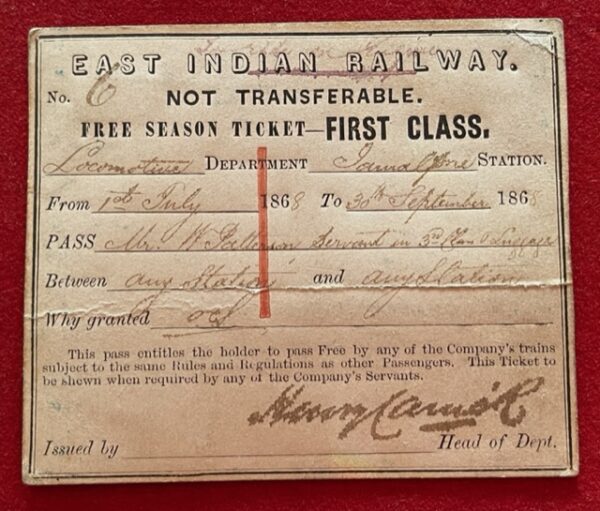 EAST INDIAN RAILWAY.
No. 6 NOT TRANSFERABLE.
FREE SEASON TICKET—FIRST CLASS.
Locomotive DEPARTMENT STATION.
From 1st July 1868 To 30th September 1868
PASS Mr. W Patterson Servant in 3rd Class & Luggage
Between any Station and any Station
Why granted
This pass entitles the holder to pass Free by any of the Company's trains
subject to the same Rules and Regulations as other Passengers. This Ticket to
be shewn when required by any of the Company's Servants.
Issued by Head of Dept.